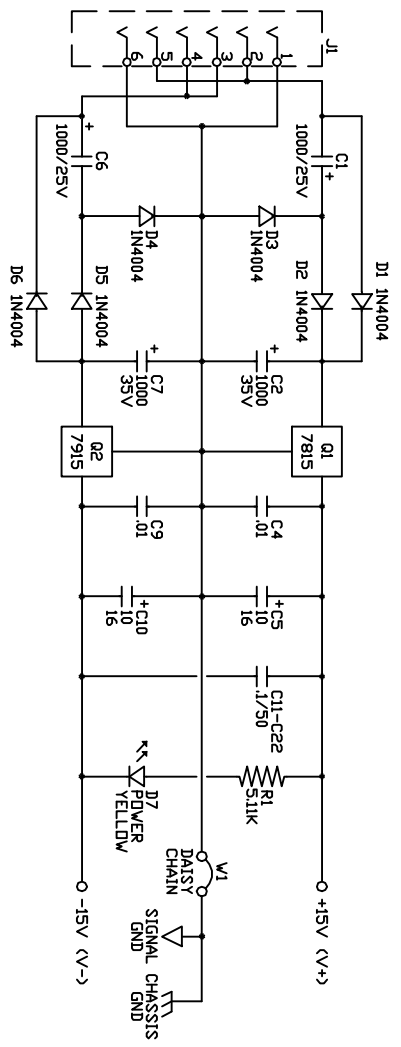 J1
6
5
4
3
2
1
+
C6
1000/25V
C1
1000/25V
+
D4
1N4004
D3
1N4004
D6 1N4004
D5 1N4004
D2 1N4004
D1 1N4004
+
C7
1000
35V
+
C2
1000
35V
Q2
7915
Q1
7815
C9
.01
C4
.01
+
C10
10
16
+
C5
10
16
C11-C22
.1/50
D7
POWER
YELLOW
R1
5.11K
W1
DAISY
CHAIN
-15V (V-)
+15V (V+)
SIGNAL
GND
CHASSIS
GND